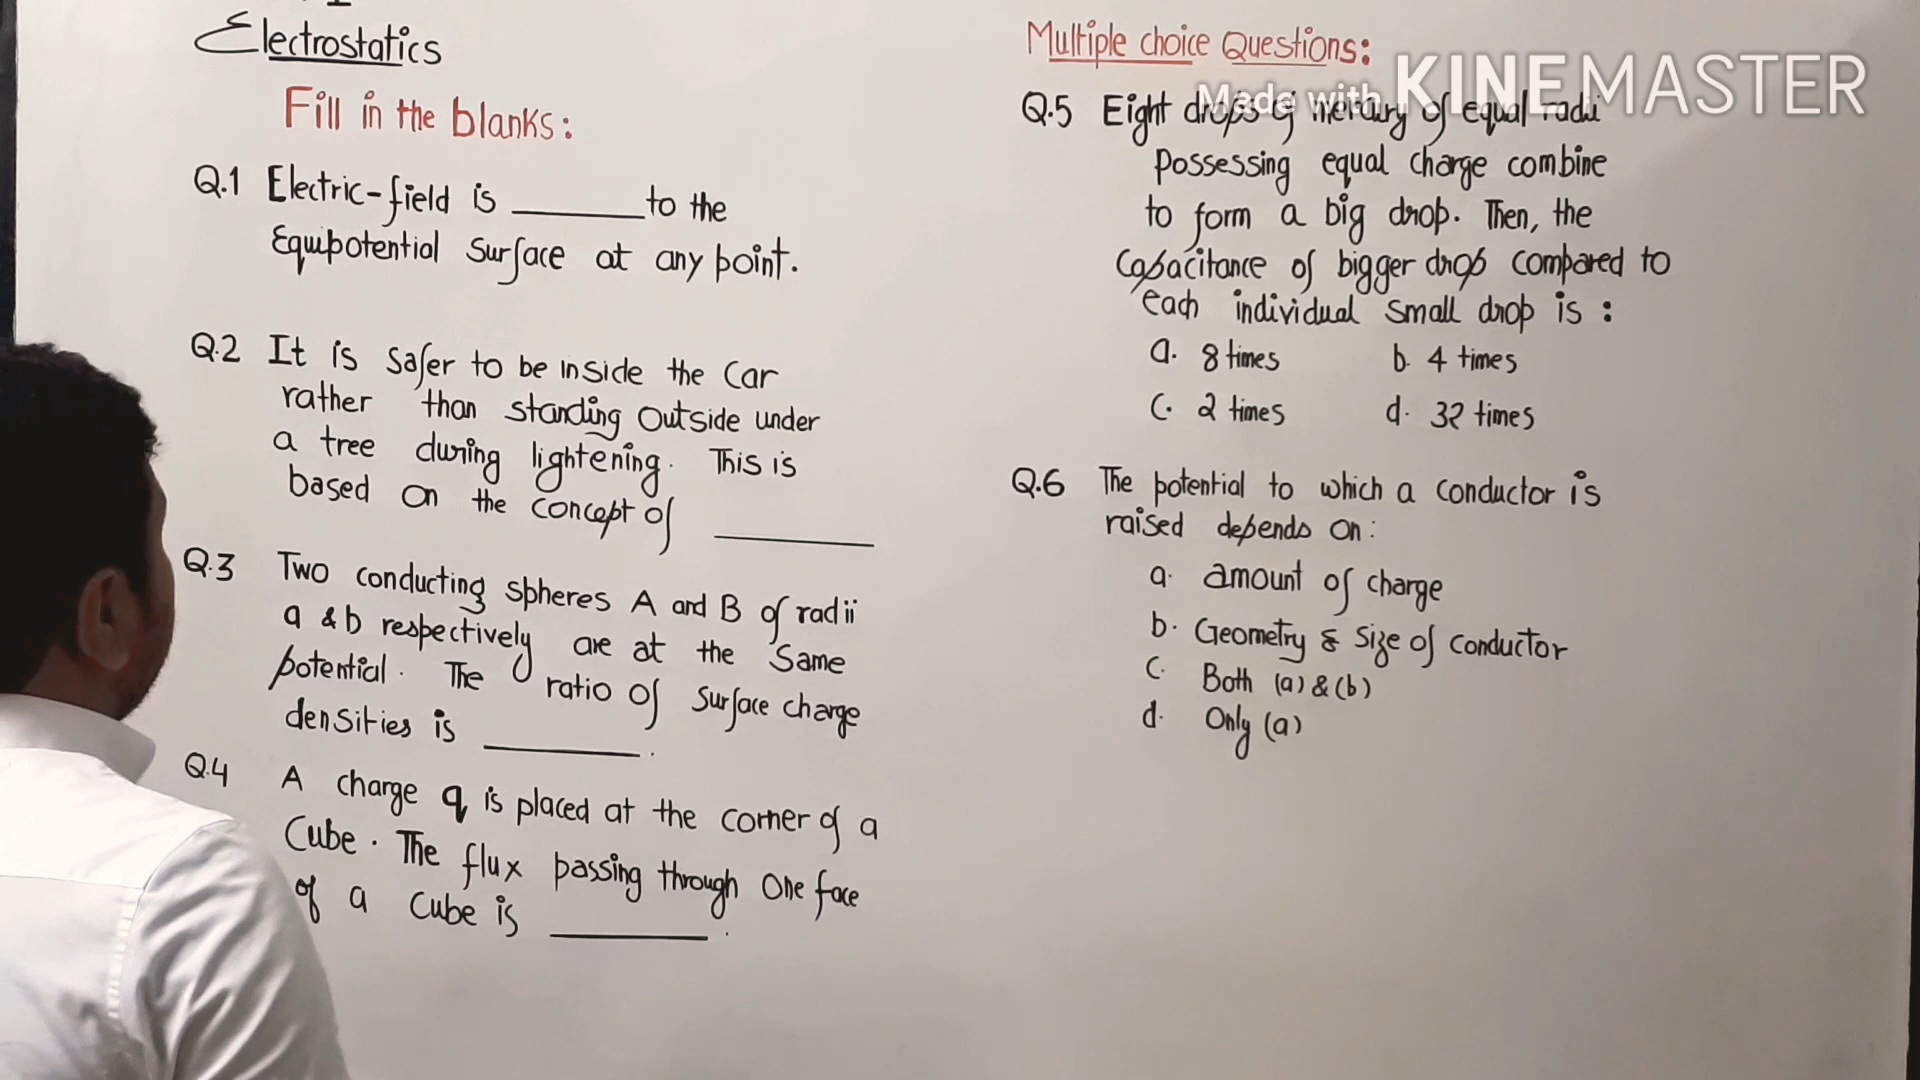 Electrostatics
Fill in the blanks:
Q.1 Electric-field is ______ to the
Equipotential Surface at any point.
Q.2 It is Safer to be inside the Car
rather than standing outside under
a tree during lightening. This is
based on the concept of ______
Q.3 Two conducting spheres A and B of radii
a & b respectively are at the Same
potential. The ratio of Surface charge
densities is ______.
Q.4 A charge q is placed at the corner of a
Cube. The flux passing through One face
of a Cube is ______.
Multiple choice Questions:
Made with KINEMASTER
Q.5 Eight drops of mercury of equal radii
Possessing equal charge combine
to form a big drop. Then, the
Capacitance of bigger drop compared to
each individual Small drop is :
a. 8 times b. 4 times
c. 2 times d. 32 times
Q.6 The potential to which a conductor is
raised depends on:
a. amount of charge
b. Geometry & Size of conductor
c. Both (a) & (b)
d. Only (a)